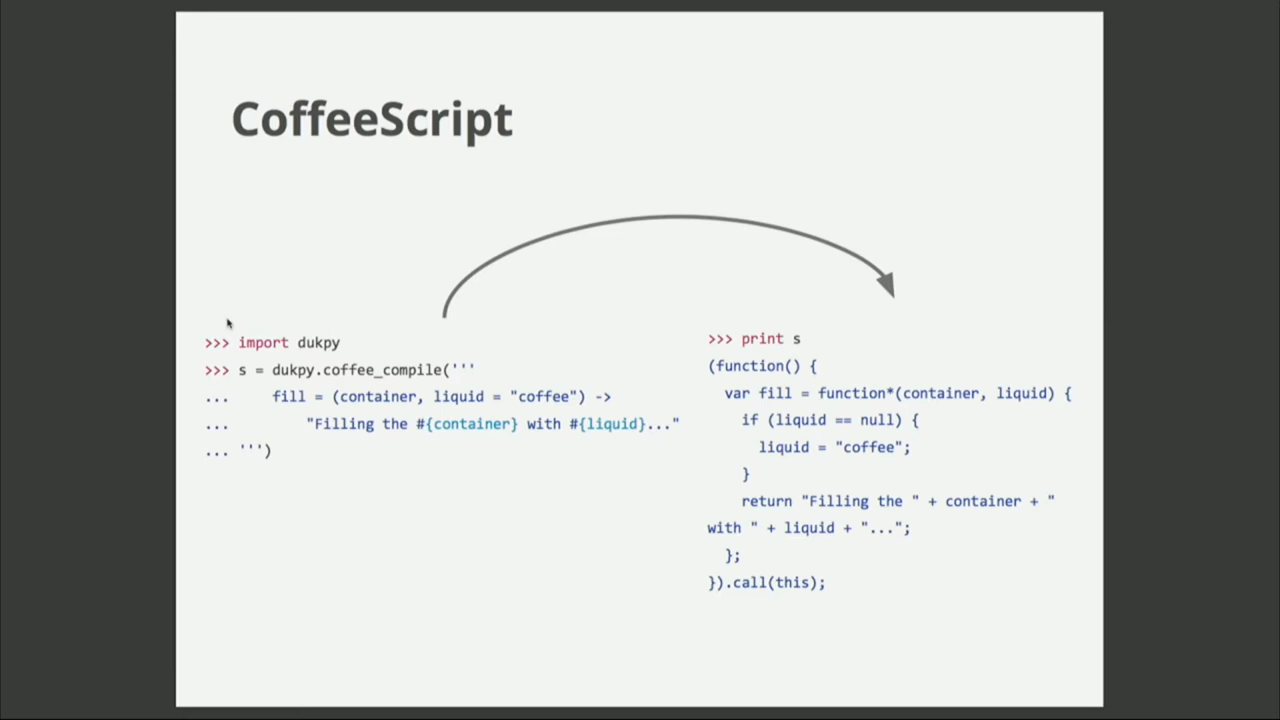 CoffeeScript
>>> import dukpy
>>> s = dukpy.coffee_compile('''
...     fill = (container, liquid = "coffee") ->
...         "Filling the #{container} with #{liquid}..."
... ''')
>>> print s
(function() {
  var fill = function*(container, liquid) {
    if (liquid == null) {
      liquid = "coffee";
    }
    return "Filling the " + container + "
with " + liquid + "...";
  };
}).call(this);